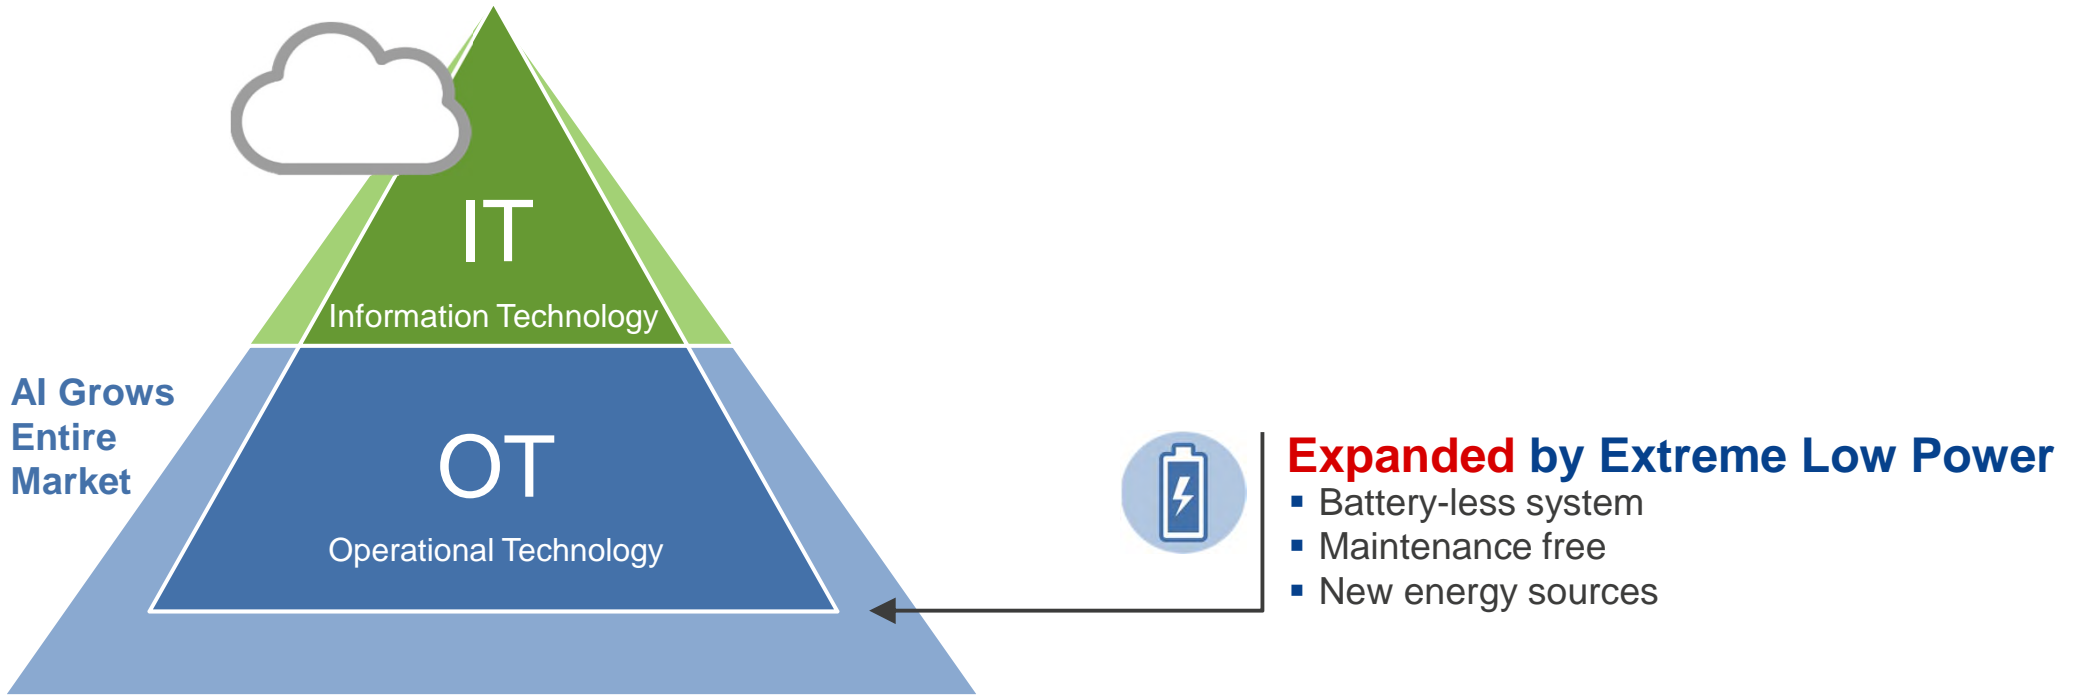 IT
Information Technology
AI Grows
Entire
Market
OT
Operational Technology
Expanded by Extreme Low Power
▪ Battery-less system
▪ Maintenance free
▪ New energy sources